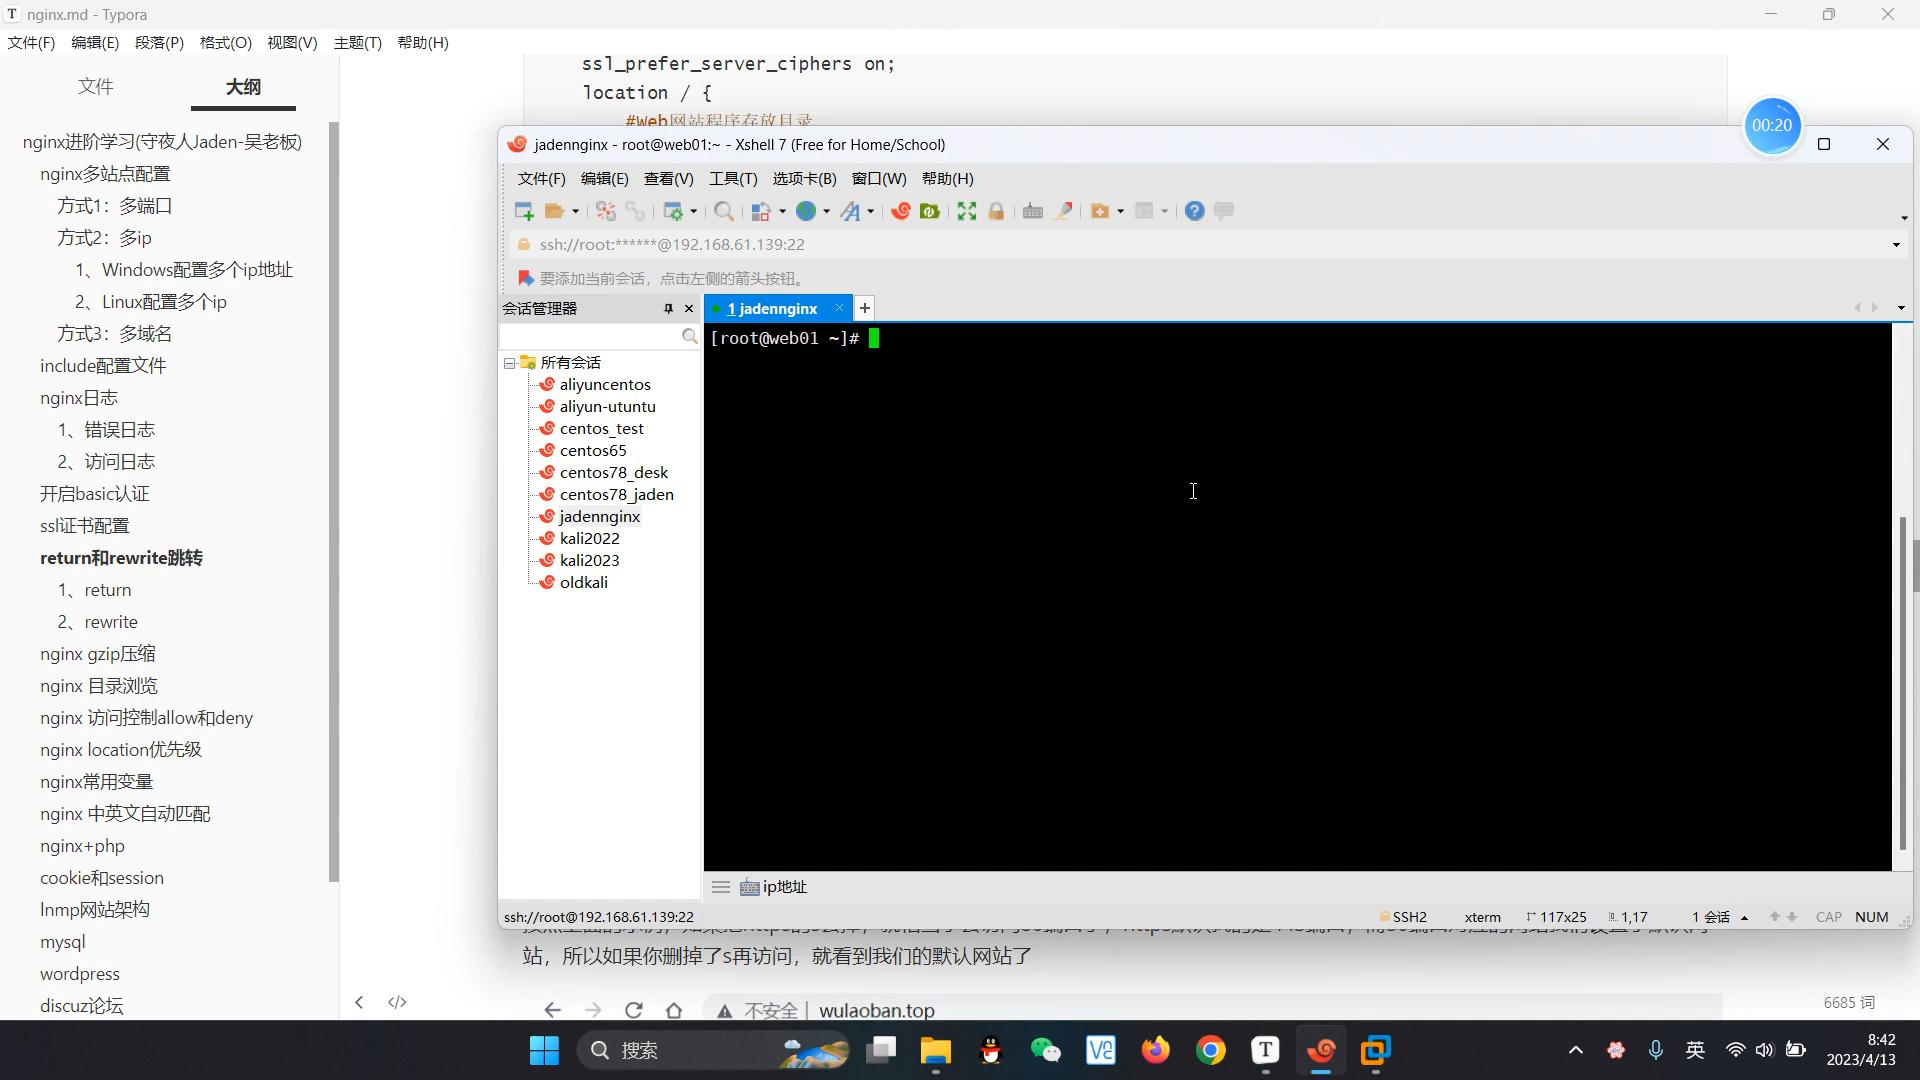 nginx.md - Typora
文件(F) 编辑(E) 段落(P) 格式(O) 视图(V) 主题(T) 帮助(H)
文件 大纲
nginx进阶学习(守夜人Jaden-吴老板)
nginx多站点配置
方式1：多端口
方式2：多ip
1、Windows配置多个ip地址
2、Linux配置多个ip
方式3：多域名
include配置文件
nginx日志
1、错误日志
2、访问日志
开启basic认证
ssl证书配置
return和rewrite跳转
1、return
2、rewrite
nginx gzip压缩
nginx 目录浏览
nginx 访问控制allow和deny
nginx location优先级
nginx常用变量
nginx 中英文自动匹配
nginx+php
cookie和session
lnmp网站架构
mysql
wordpress
discuz论坛
ssl_prefer_server_ciphers on;
location / {
#Web网站程序存放目录
00:20
jadennginx - root@web01:~ - Xshell 7 (Free for Home/School)
文件(F) 编辑(E) 查看(V) 工具(T) 选项卡(B) 窗口(W) 帮助(H)
ssh://root:******@192.168.61.139:22
要添加当前会话，点击左侧的箭头按钮。
会话管理器
1 jadennginx
所有会话
aliyuncentos
aliyun-utuntu
centos_test
centos65
centos78_desk
centos78_jaden
jadennginx
kali2022
kali2023
oldkali
[root@web01 ~]#
ip地址
ssh://root@192.168.61.139:22 SSH2 xterm 117x25 1,17 1 会话 CAP NUM
站，所以如果你删掉了s再访问，就看到我们的默认网站了
不安全 | wulaoban.top
6685 词
搜索
英
8:42
2023/4/13